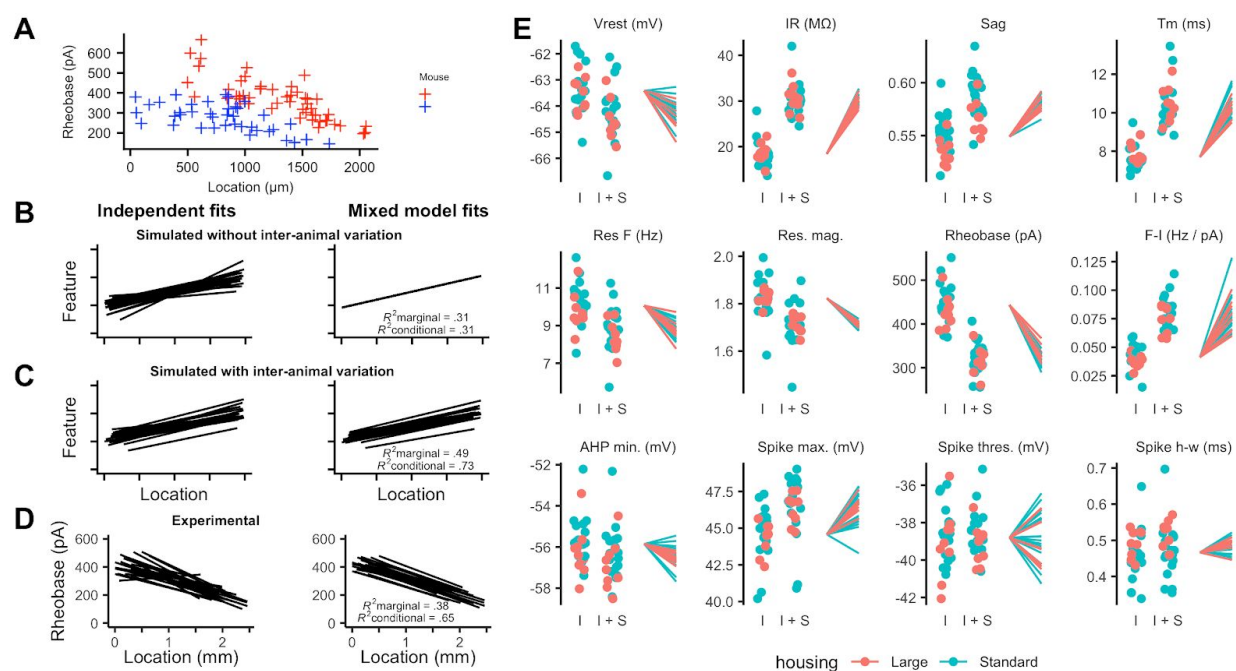 A
Rheobase (pA)
600
500
400
300
200
0 500 1000 1500 2000
Location (µm)
Mouse
B
Independent fits
Mixed model fits
Simulated without inter-animal variation
Feature
R²marginal = .31
R²conditional = .31
C
Simulated with inter-animal variation
Feature
R²marginal = .49
R²conditional = .73
Location
Location
D
Experimental
Rheobase (pA)
600
400
200
0
0 1 2
Location (mm)
600
400
200
0
R²marginal = .38
R²conditional = .65
0 1 2
Location (mm)
E
Vrest (mV)
-62
-63
-64
-65
-66
I I + S
IR (MΩ)
40
30
20
I I + S
Sag
0.60
0.55
I I + S
Tm (ms)
12
10
8
I I + S
Res F (Hz)
11
9
7
I I + S
Res. mag.
2.0
1.8
1.6
I I + S
Rheobase (pA)
500
400
300
I I + S
F-I (Hz / pA)
0.125
0.100
0.075
0.050
0.025
I I + S
AHP min. (mV)
-52
-54
-56
-58
I I + S
Spike max. (mV)
47.5
45.0
42.5
40.0
I I + S
Spike thres. (mV)
-36
-38
-40
-42
I I + S
Spike h-w (ms)
0.7
0.6
0.5
0.4
I I + S
housing Large Standard